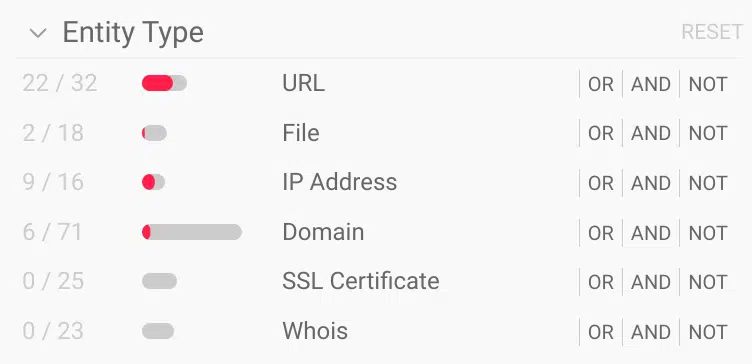 Entity Type RESET
22 / 32 URL OR AND NOT
2 / 18 File OR AND NOT
9 / 16 IP Address OR AND NOT
6 / 71 Domain OR AND NOT
0 / 25 SSL Certificate OR AND NOT
0 / 23 Whois OR AND NOT